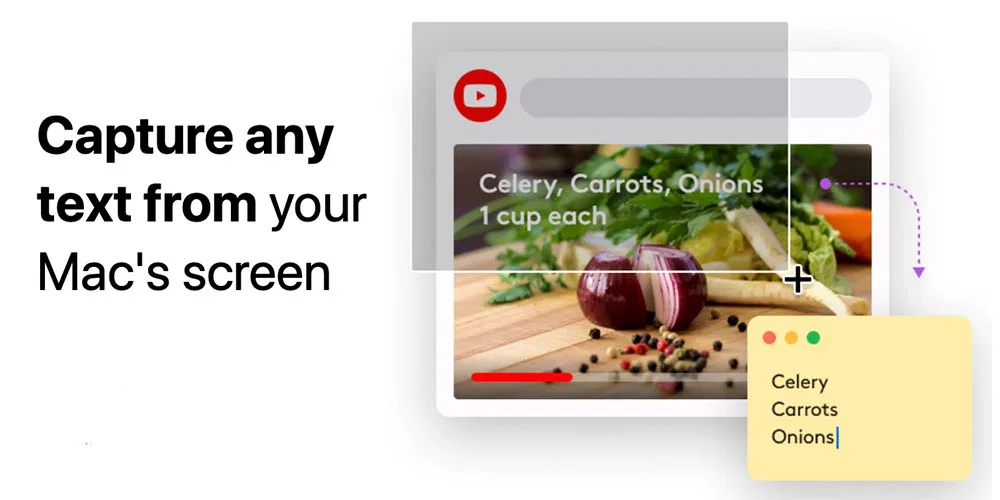 Capture any
text from your
Mac's screen
Celery, Carrots, Onions
1 cup each
Celery
Carrots
Onions